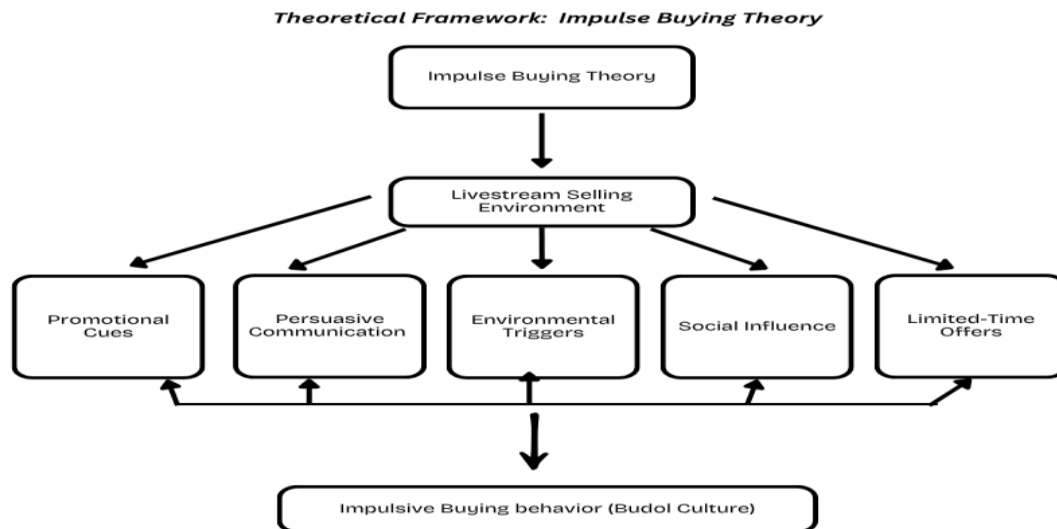 Theoretical Framework: Impulse Buying Theory
Impulse Buying Theory
Livestream Selling
Environment
Promotional
Cues
Persuasive
Communication
Environmental
Triggers
Social Influence
Limited-Time
Offers
Impulsive Buying behavior (Budol Culture)